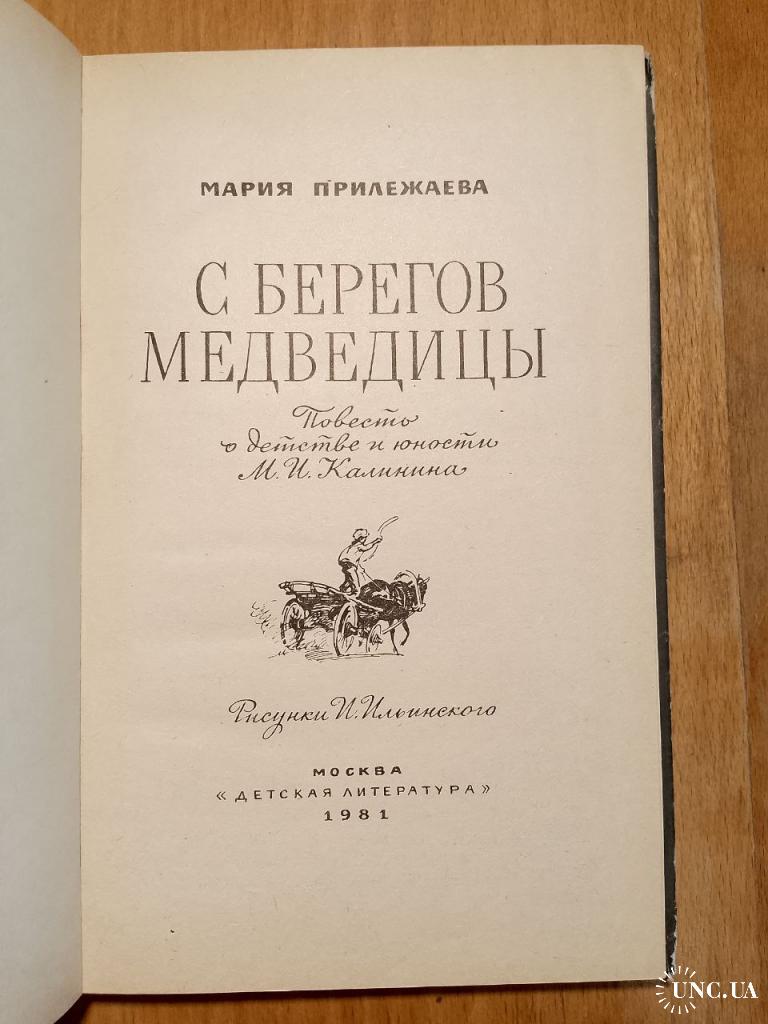 МАРИЯ ПРИЛЕЖАЕВА
С БЕРЕГОВ
МЕДВЕДИЦЫ
Повесть
о детстве и юности
М. И. Калинина
Рисунки И. Ильинского
МОСКВА
«ДЕТСКАЯ ЛИТЕРАТУРА»
1981
UNC.UA